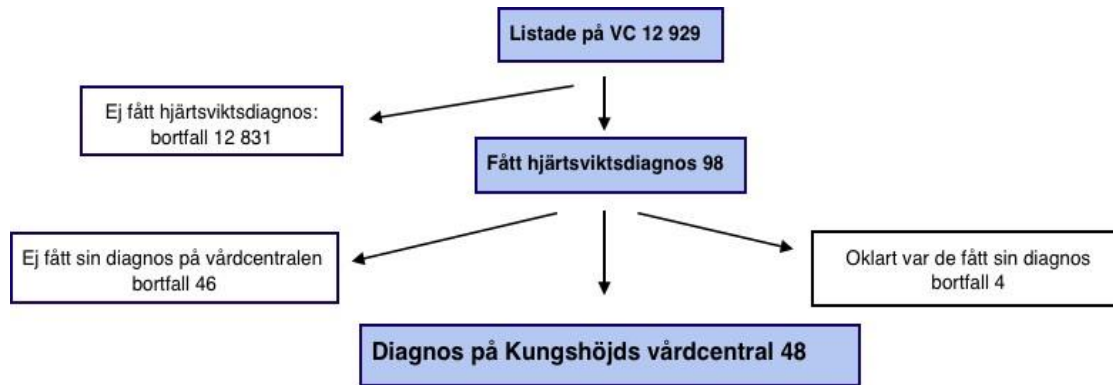 Listade på VC 12 929
Ej fått hjärtsviktsdiagnos:
bortfall 12 831
Fått hjärtsviktsdiagnos 98
Ej fått sin diagnos på vårdcentralen
bortfall 46
Oklart var de fått sin diagnos
bortfall 4
Diagnos på Kungshöjds vårdcentral 48